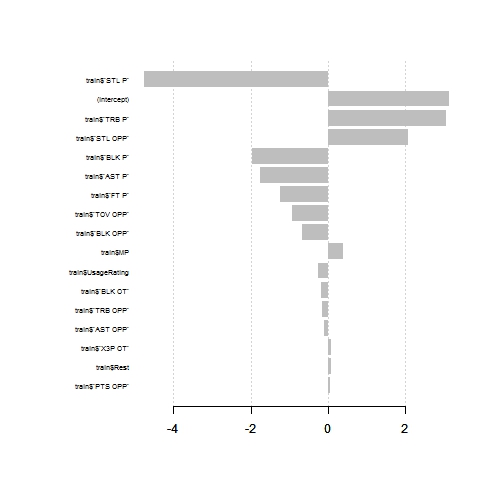 train$`STL P`
(Intercept)
train$`TRB P`
train$`STL OPP`
train$`BLK P`
train$`AST P`
train$`FT P`
train$`TOV OPP`
train$`BLK OPP`
train$MP
train$UsageRating
train$`BLK OT`
train$`TRB OPP`
train$`AST OPP`
train$`X3P OT`
train$Rest
train$`PTS OPP`
-4 -2 0 2